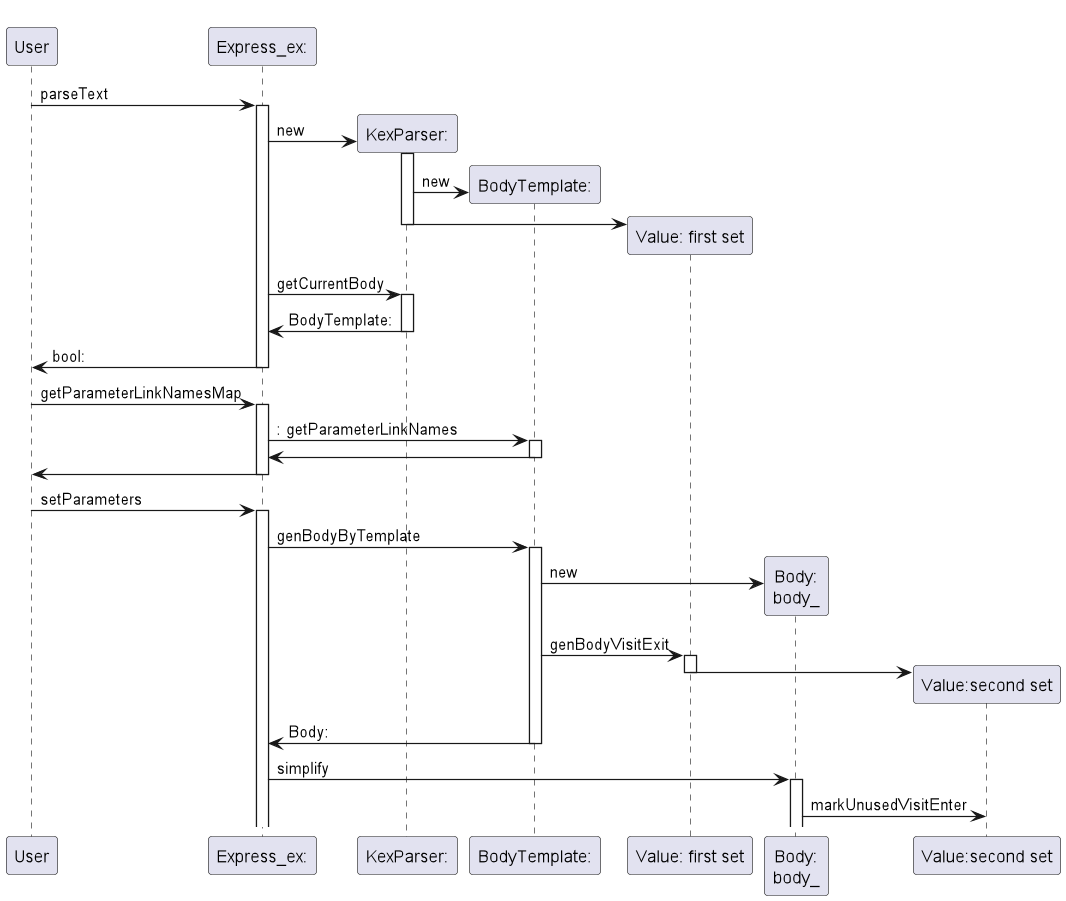 User
Express_ex:
parseText
KexParser:
new
BodyTemplate:
new
Value: first set
getCurrentBody
BodyTemplate:
bool:
getParameterLinkNamesMap
: getParameterLinkNames
setParameters
genBodyByTemplate
Body:
body_
new
genBodyVisitExit
Value:second set
Body:
simplify
markUnusedVisitEnter
User
Express_ex:
KexParser:
BodyTemplate:
Value: first set
Body:
body_
Value:second set